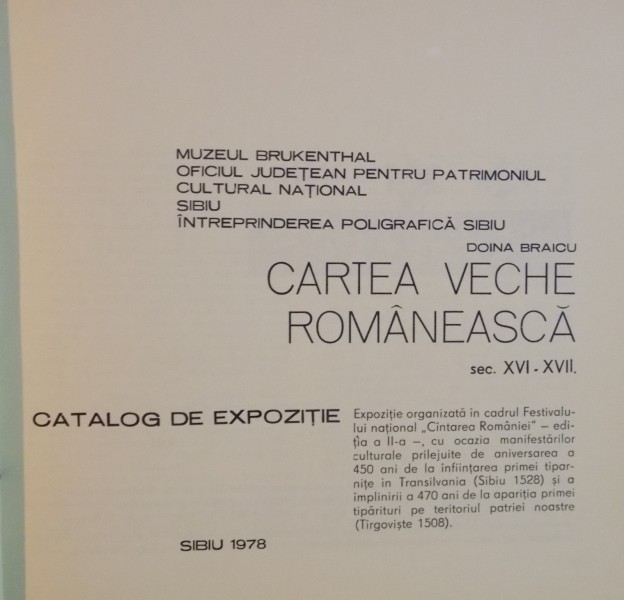 MUZEUL BRUKENTHAL
OFICIUL JUDEȚEAN PENTRU PATRIMONIUL
CULTURAL NAȚIONAL
SIBIU
ÎNTREPRINDEREA POLIGRAFICĂ SIBIU
DOINA BRAICU
CARTEA VECHE
ROMÂNEASCĂ
sec. XVI - XVII.
CATALOG DE EXPOZIȚIE
Expoziție organizată in cadrul Festivalu-
lui național „Cîntarea României” – edi-
ția a II-a –, cu ocazia manifestărilor
culturale prilejuite de aniversarea a
450 ani de la înființarea primei tipar-
nițe in Transilvania (Sibiu 1528) și a
împlinirii a 470 ani de la apariția primei
tipărituri pe teritoriul patriei noastre
(Tîrgoviște 1508).
SIBIU 1978